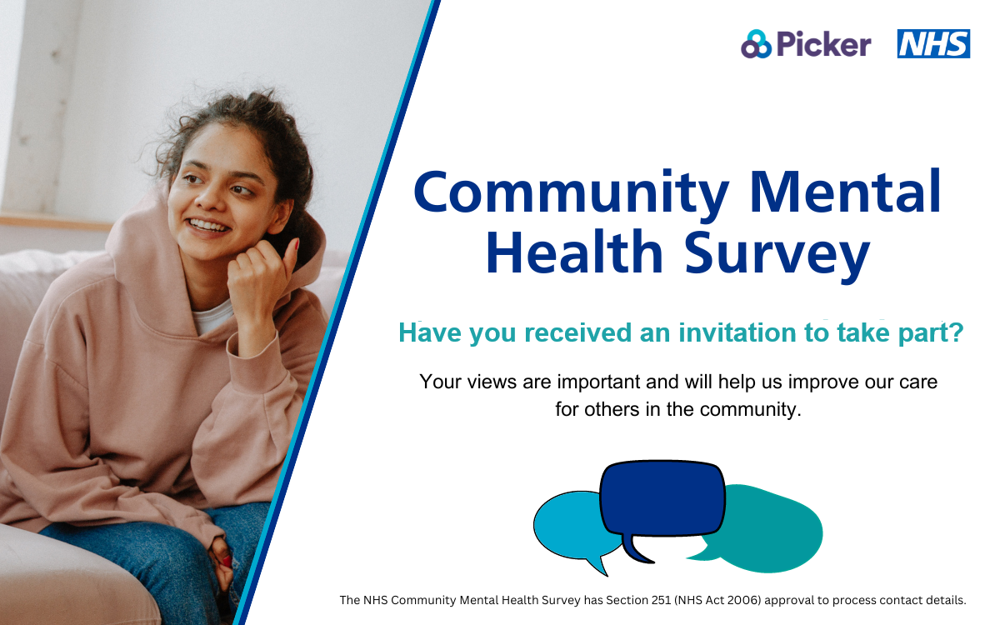 Picker NHS
Community Mental
Health Survey
Have you received an invitation to take part?
Your views are important and will help us improve our care
for others in the community.
The NHS Community Mental Health Survey has Section 251 (NHS Act 2006) approval to process contact details.